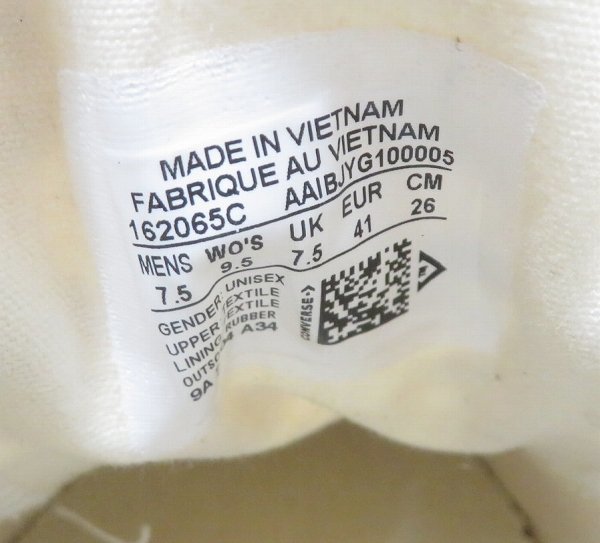 MADE IN VIETNAM
FABRIQUE AU VIETNAM
162065C AAIBJYG100005
MENS WO'S UK EUR CM
7.5 9.5 7.5 41 26
GENDER: UNISEX
UPPER TEXTILE
LINING TEXTILE
RUBBER
9A A34
CONVERSE